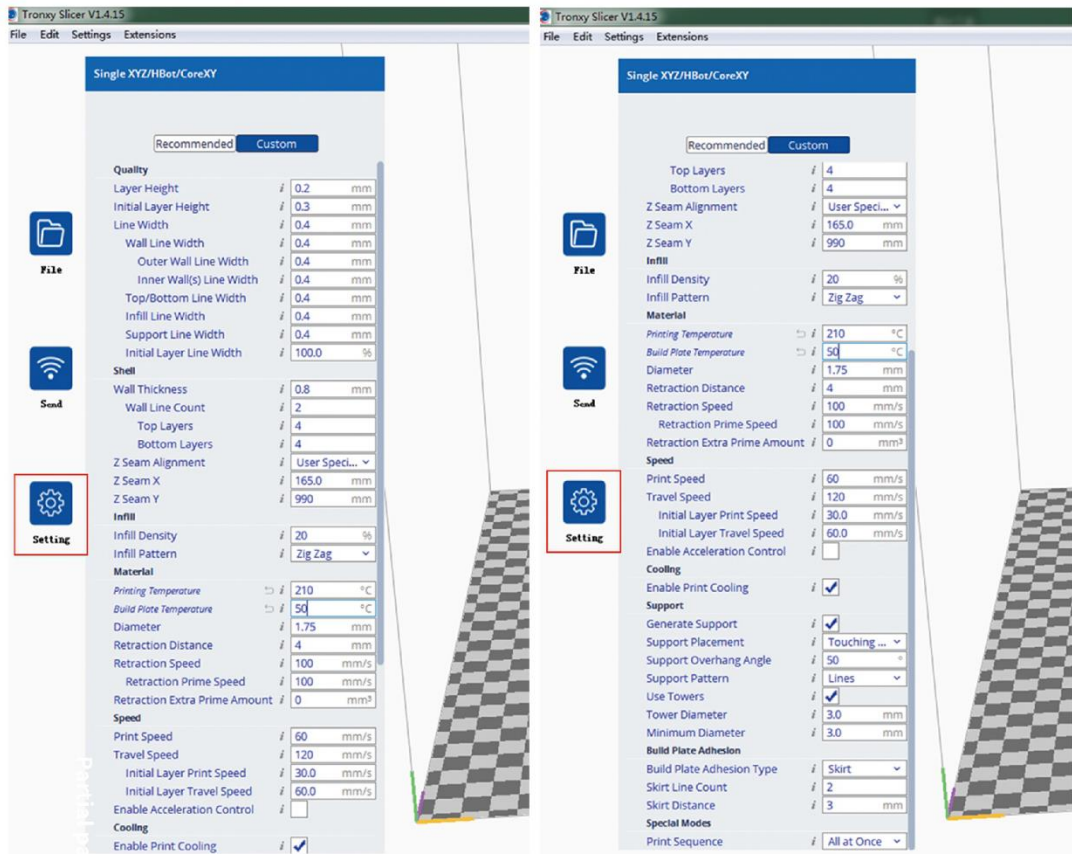 Tronxy Slicer V1.4.15
File Edit Settings Extensions
Single XYZ/HBot/CoreXY
Recommended Custom
Quality
Layer Height i 0.2 mm
Initial Layer Height i 0.3 mm
Line Width i 0.4 mm
Wall Line Width i 0.4 mm
Outer Wall Line Width i 0.4 mm
Inner Wall(s) Line Width i 0.4 mm
Top/Bottom Line Width i 0.4 mm
Infill Line Width i 0.4 mm
Support Line Width i 0.4 mm
Initial Layer Line Width i 100.0 %
Shell
Wall Thickness i 0.8 mm
Wall Line Count i 2
Top Layers i 4
Bottom Layers i 4
Z Seam Alignment i User Speci...
Z Seam X i 165.0 mm
Z Seam Y i 990 mm
Infill
Infill Density i 20 %
Infill Pattern i Zig Zag
Material
Printing Temperature i 210 °C
Build Plate Temperature i 50 °C
Diameter i 1.75 mm
Retraction Distance i 4 mm
Retraction Speed i 100 mm/s
Retraction Prime Speed i 100 mm/s
Retraction Extra Prime Amount i 0 mm³
Speed
Print Speed i 60 mm/s
Travel Speed i 120 mm/s
Initial Layer Print Speed i 30.0 mm/s
Initial Layer Travel Speed i 60.0 mm/s
Enable Acceleration Control i
Cooling
Enable Print Cooling i
File
Send
Setting
Tronxy Slicer V1.4.15
File Edit Settings Extensions
Single XYZ/HBot/CoreXY
Recommended Custom
Top Layers i 4
Bottom Layers i 4
Z Seam Alignment i User Speci...
Z Seam X i 165.0 mm
Z Seam Y i 990 mm
Infill
Infill Density i 20 %
Infill Pattern i Zig Zag
Material
Printing Temperature i 210 °C
Build Plate Temperature i 50 °C
Diameter i 1.75 mm
Retraction Distance i 4 mm
Retraction Speed i 100 mm/s
Retraction Prime Speed i 100 mm/s
Retraction Extra Prime Amount i 0 mm³
Speed
Print Speed i 60 mm/s
Travel Speed i 120 mm/s
Initial Layer Print Speed i 30.0 mm/s
Initial Layer Travel Speed i 60.0 mm/s
Enable Acceleration Control i
Cooling
Enable Print Cooling i
Support
Generate Support i
Support Placement i Touching ...
Support Overhang Angle i 50 °
Support Pattern i Lines
Use Towers i
Tower Diameter i 3.0 mm
Minimum Diameter i 3.0 mm
Build Plate Adhesion
Build Plate Adhesion Type i Skirt
Skirt Line Count i 2
Skirt Distance i 3 mm
Special Modes
Print Sequence i All at Once
File
Send
Setting